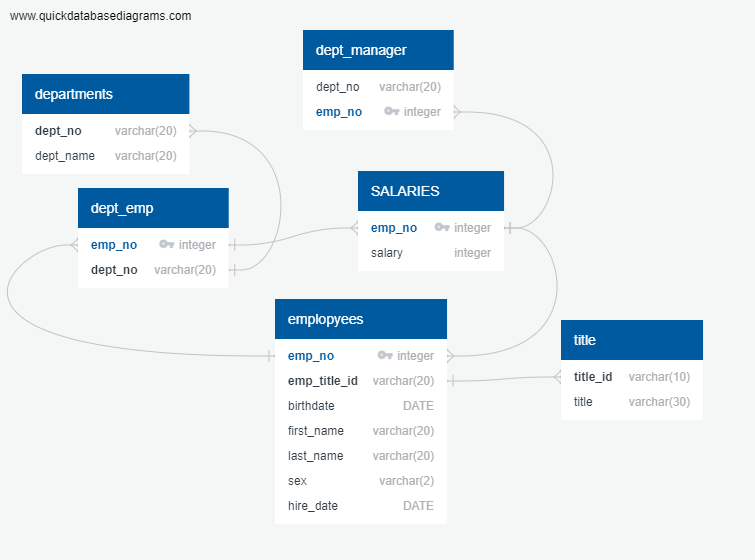 www.quickdatabasediagrams.com
dept_manager
dept_no varchar(20)
emp_no integer
departments
dept_no varchar(20)
dept_name varchar(20)
SALARIES
emp_no integer
salary integer
dept_emp
emp_no integer
dept_no varchar(20)
emplopyees
emp_no integer
emp_title_id varchar(20)
birthdate DATE
first_name varchar(20)
last_name varchar(20)
sex varchar(2)
hire_date DATE
title
title_id varchar(10)
title varchar(30)